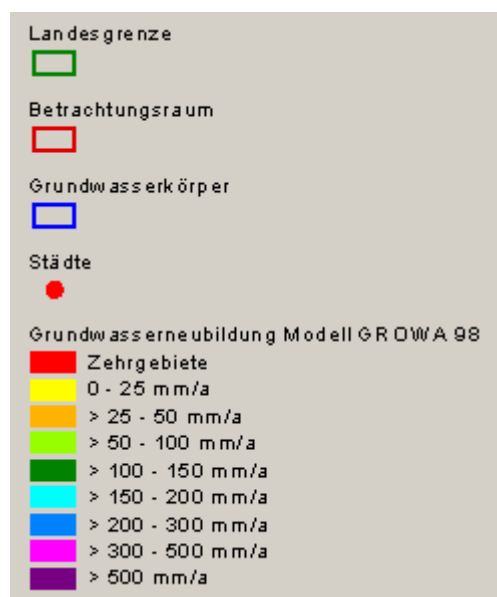 Landesgrenze
Betrachtungsraum
Grundwasserkörper
Städte
Grundwasserneubildung Modell GROWA 98
Zehrgebiete
0 - 25 mm/a
> 25 - 50 mm/a
> 50 - 100 mm/a
> 100 - 150 mm/a
> 150 - 200 mm/a
> 200 - 300 mm/a
> 300 - 500 mm/a
> 500 mm/a